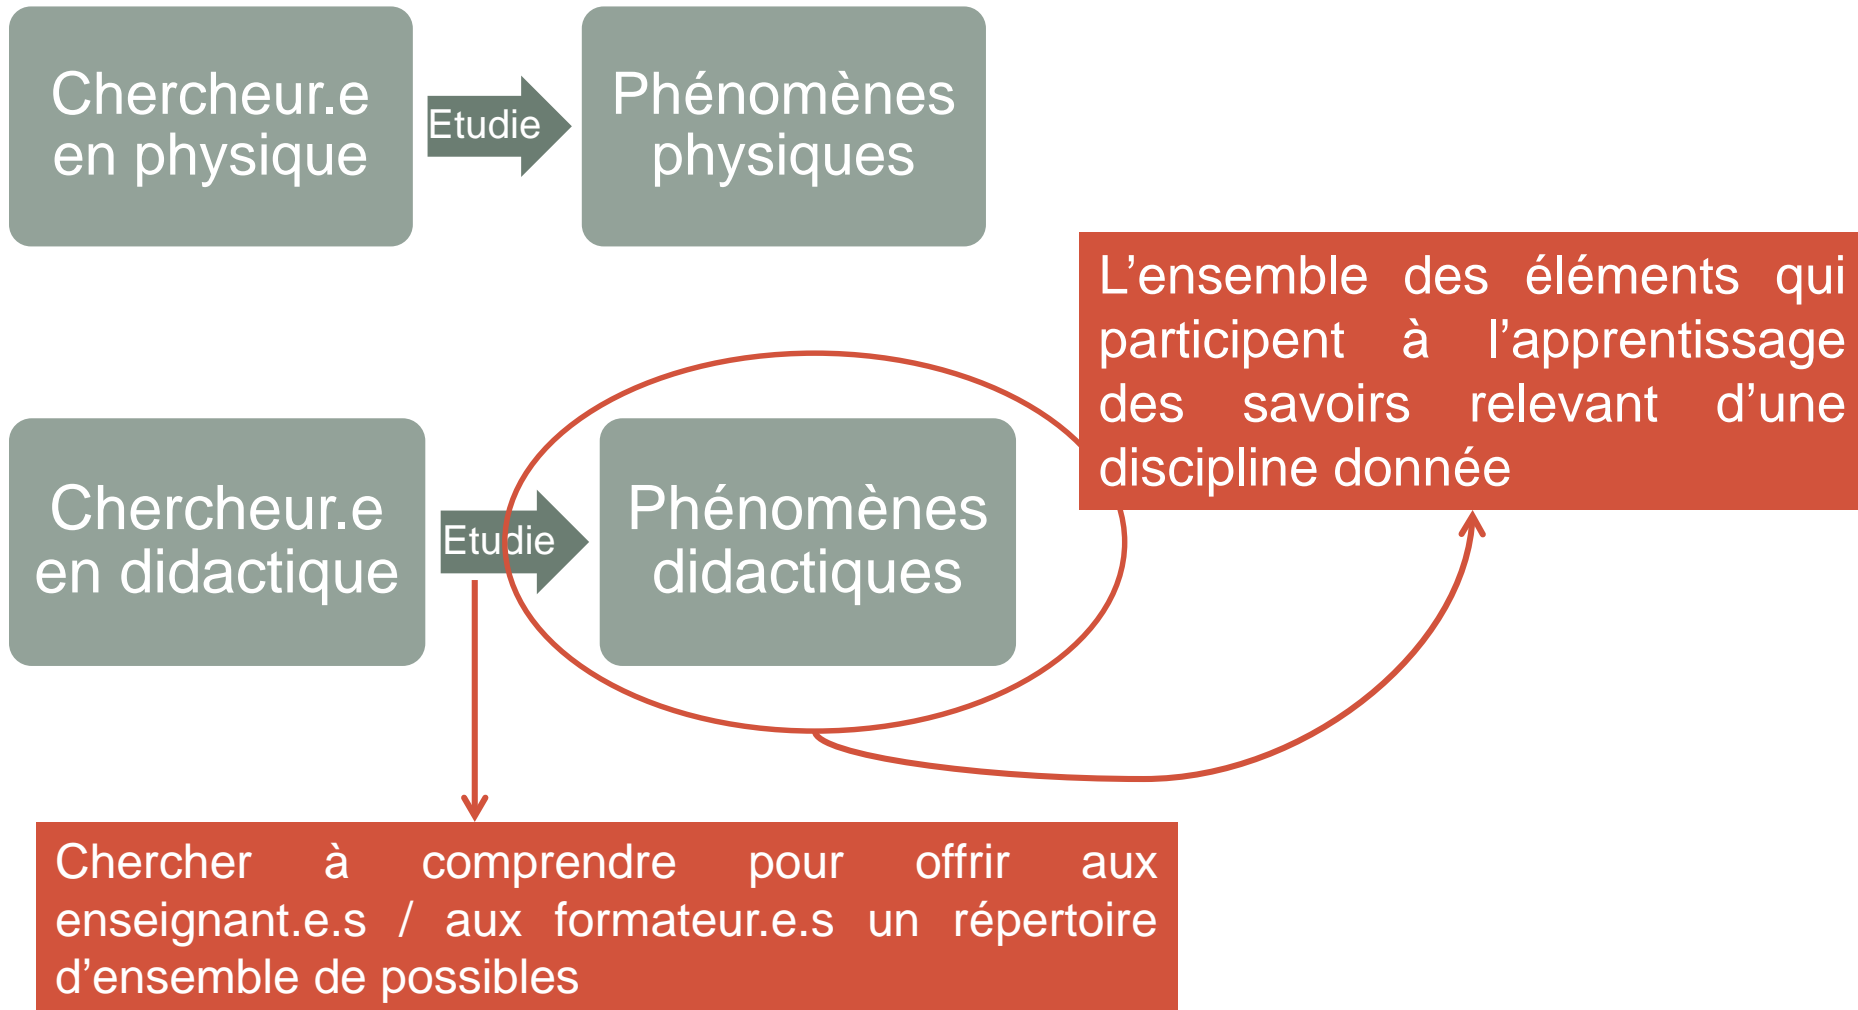 Chercheur.e
en physique
Etudie
Phénomènes
physiques
L’ensemble des éléments qui
participent à l’apprentissage
des savoirs relevant d’une
discipline donnée
Chercheur.e
en didactique
Etudie
Phénomènes
didactiques
Chercher à comprendre pour offrir aux
enseignant.e.s / aux formateur.e.s un répertoire
d’ensemble de possibles